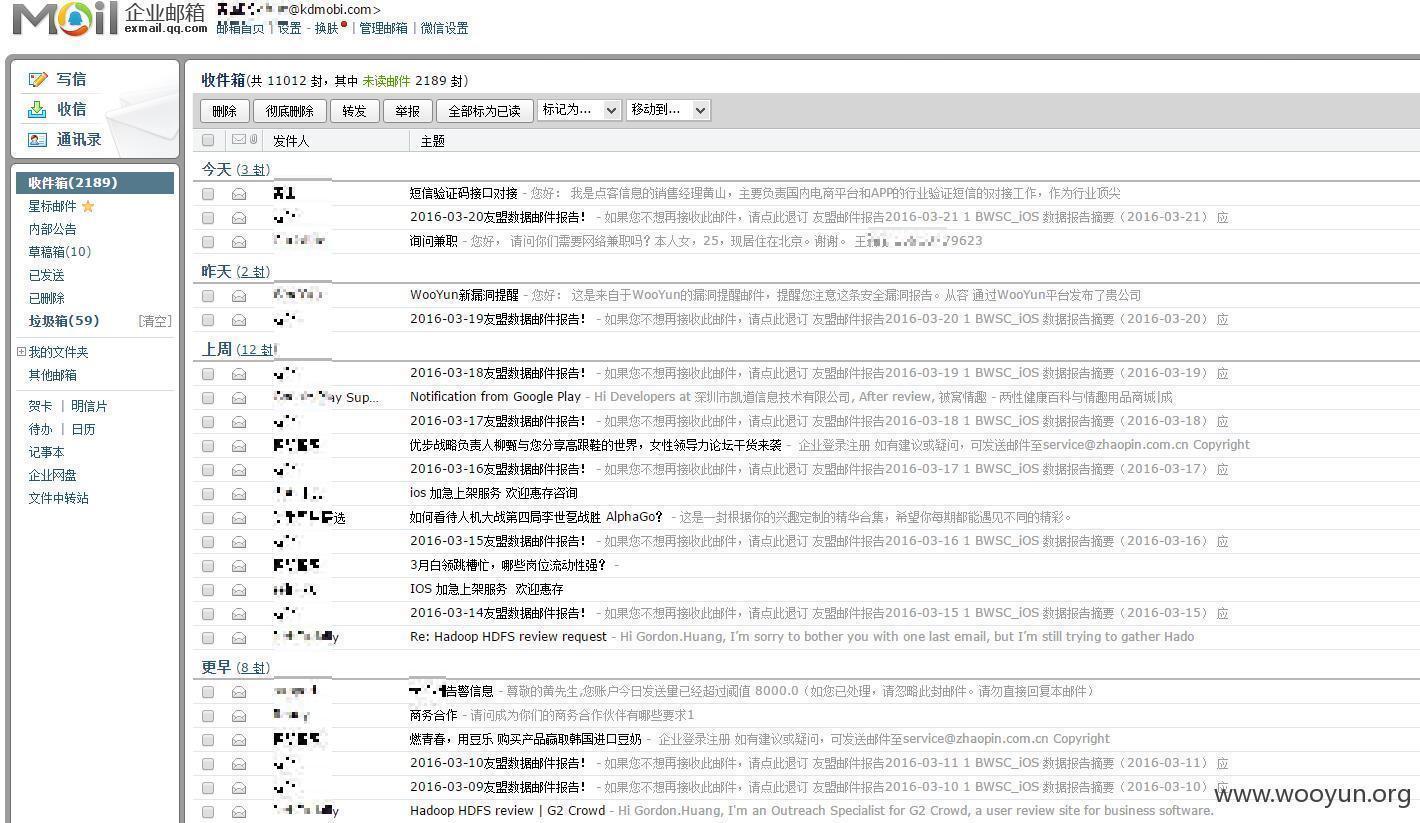 Mail 企业邮箱 exmail.qq.com
@kdmobi.com>
邮箱首页 | 设置 - 换肤 | 管理邮箱 | 微信设置
写信
收信
通讯录
收件箱(2189)
星标邮件
内部公告
草稿箱(10)
已发送
已删除
垃圾箱(59) [清空]
我的文件夹
其他邮箱
贺卡 | 明信片
待办 | 日历
记事本
企业网盘
文件中转站
收件箱(共 11012 封，其中 未读邮件 2189 封)
删除 彻底删除 转发 举报 全部标为已读 标记为... 移动到...
发件人 主题
今天 (3 封)
短信验证码接口对接 - 您好： 我是点客信息的销售经理黄山，主要负责国内电商平台和APP的行业验证短信的对接工作，作为行业顶尖
2016-03-20友盟数据邮件报告！ - 如果您不想再接收此邮件，请点此退订 友盟邮件报告2016-03-21 1 BWSC_iOS 数据报告摘要（2016-03-21） 应
询问兼职 - 您好， 请问你们需要网络兼职吗？本人女，25，现居住在北京。谢谢。 王 79623
昨天 (2 封)
WooYun新漏洞提醒 - 您好： 这是来自于WooYun的漏洞提醒邮件，提醒您注意这条安全漏洞报告。从容 通过WooYun平台发布了贵公司
2016-03-19友盟数据邮件报告！ - 如果您不想再接收此邮件，请点此退订 友盟邮件报告2016-03-20 1 BWSC_iOS 数据报告摘要（2016-03-20） 应
上周 (12 封)
2016-03-18友盟数据邮件报告！ - 如果您不想再接收此邮件，请点此退订 友盟邮件报告2016-03-19 1 BWSC_iOS 数据报告摘要（2016-03-19） 应
ay Sup... Notification from Google Play - Hi Developers at 深圳市凯道信息技术有限公司, After review, 被窝情趣 - 两性健康百科与情趣用品商城|成
2016-03-17友盟数据邮件报告！ - 如果您不想再接收此邮件，请点此退订 友盟邮件报告2016-03-18 1 BWSC_iOS 数据报告摘要（2016-03-18） 应
优步战略负责人柳甄与您分享高跟鞋的世界，女性领导力论坛干货来袭 - 企业登录注册 如有建议或疑问，可发送邮件至service@zhaopin.com.cn Copyright
2016-03-16友盟数据邮件报告！ - 如果您不想再接收此邮件，请点此退订 友盟邮件报告2016-03-17 1 BWSC_iOS 数据报告摘要（2016-03-17） 应
ios 加急上架服务 欢迎惠存咨询
选 如何看待人机大战第四局李世石战胜 AlphaGo？ - 这是一封根据你的兴趣定制的精华合集，希望你每期都能遇见不同的精彩。
2016-03-15友盟数据邮件报告！ - 如果您不想再接收此邮件，请点此退订 友盟邮件报告2016-03-16 1 BWSC_iOS 数据报告摘要（2016-03-16） 应
3月白领跳槽忙，哪些岗位流动性强？ -
IOS 加急上架服务 欢迎惠存
2016-03-14友盟数据邮件报告！ - 如果您不想再接收此邮件，请点此退订 友盟邮件报告2016-03-15 1 BWSC_iOS 数据报告摘要（2016-03-15） 应
y Re: Hadoop HDFS review request - Hi Gordon.Huang, I'm sorry to bother you with one last email, but I'm still trying to gather Hado
更早 (8 封)
告警信息 - 尊敬的黄先生,您账户今日发送量已经超过阈值 8000.0（如您已处理，请忽略此封邮件。请勿直接回复本邮件）
商务合作 - 请问成为你们的商务合作伙伴有哪些要求1
燃青春，用豆乐 购买产品赢取韩国进口豆奶 - 企业登录注册 如有建议或疑问，可发送邮件至service@zhaopin.com.cn Copyright
2016-03-10友盟数据邮件报告！ - 如果您不想再接收此邮件，请点此退订 友盟邮件报告2016-03-11 1 BWSC_iOS 数据报告摘要（2016-03-11） 应
2016-03-09友盟数据邮件报告！ - 如果您不想再接收此邮件，请点此退订 友盟邮件报告2016-03-10 1 BWSC_iOS 数据报告摘要（2016-03-10） 应
y Hadoop HDFS review | G2 Crowd - Hi Gordon.Huang, I'm an Outreach Specialist for G2 Crowd, a user review site for business software.
www.wooyun.org